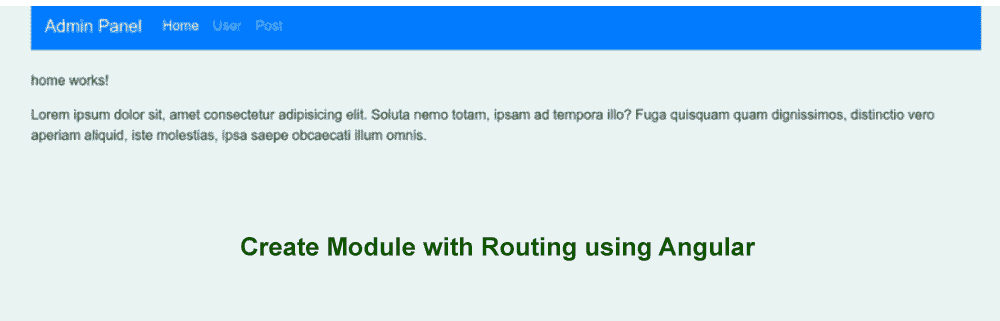 Admin Panel Home User Post
home works!
Lorem ipsum dolor sit, amet consectetur adipisicing elit. Soluta nemo totam, ipsam ad tempora illo? Fuga quisquam quam dignissimos, distinctio vero
aperiam aliquid, iste molestias, ipsa saepe obcaecati illum omnis.
Create Module with Routing using Angular